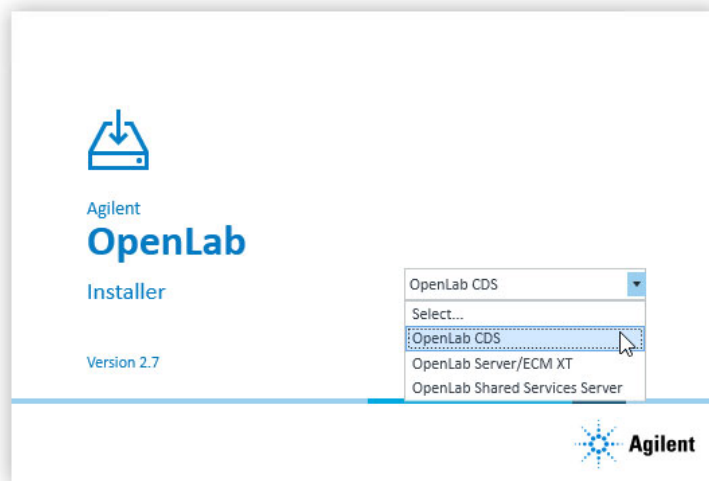 Agilent
OpenLab
Installer
Version 2.7
OpenLab CDS
Select...
OpenLab CDS
OpenLab Server/ECM XT
OpenLab Shared Services Server
Agilent